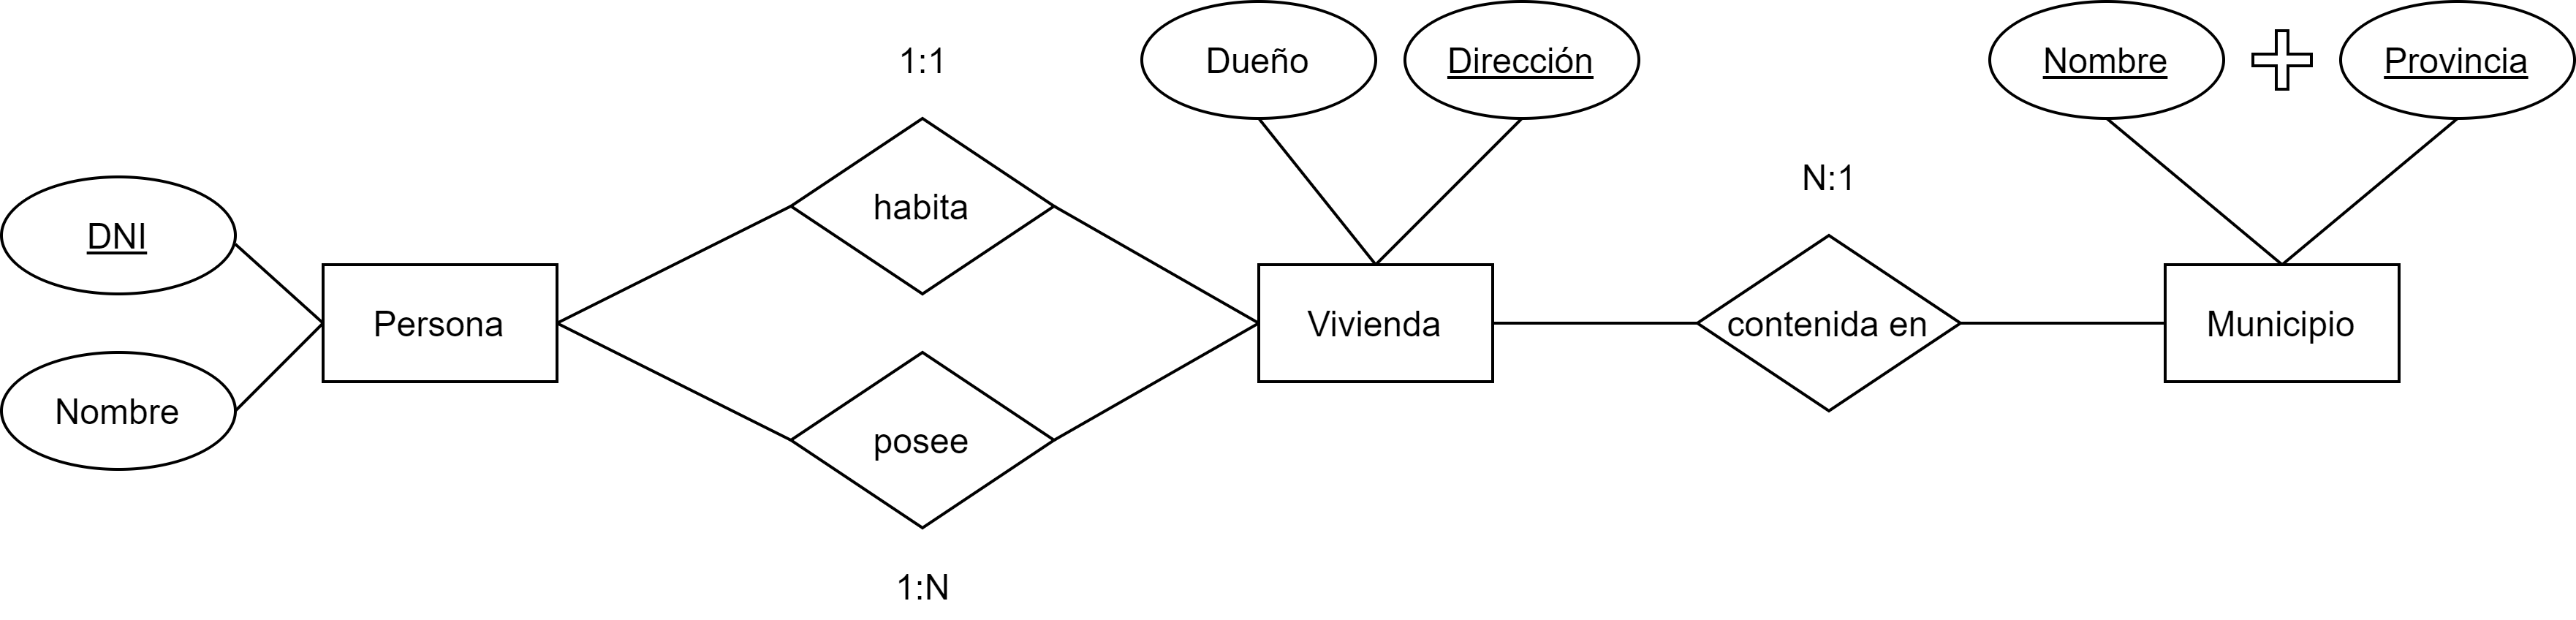 1:1
Dueño
Dirección
Nombre
Provincia
N:1
habita
DNI
Persona
Vivienda
contenida en
Municipio
Nombre
posee
1:N